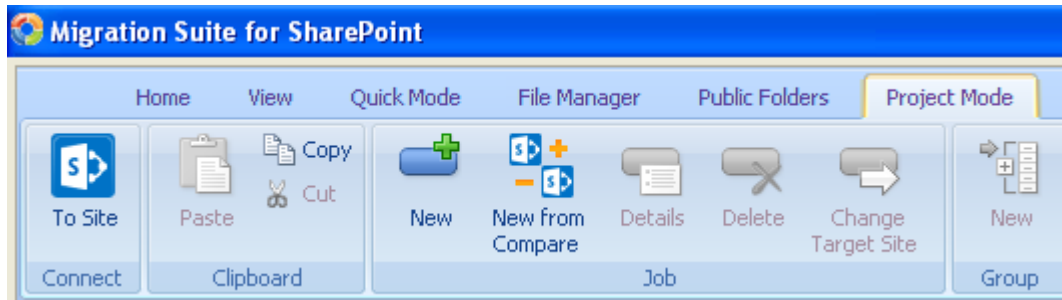 Migration Suite for SharePoint
Home View Quick Mode File Manager Public Folders Project Mode
To Site
Connect
Paste
Copy
Cut
Clipboard
New
New from
Compare
Details
Delete
Change
Target Site
Job
New
Group